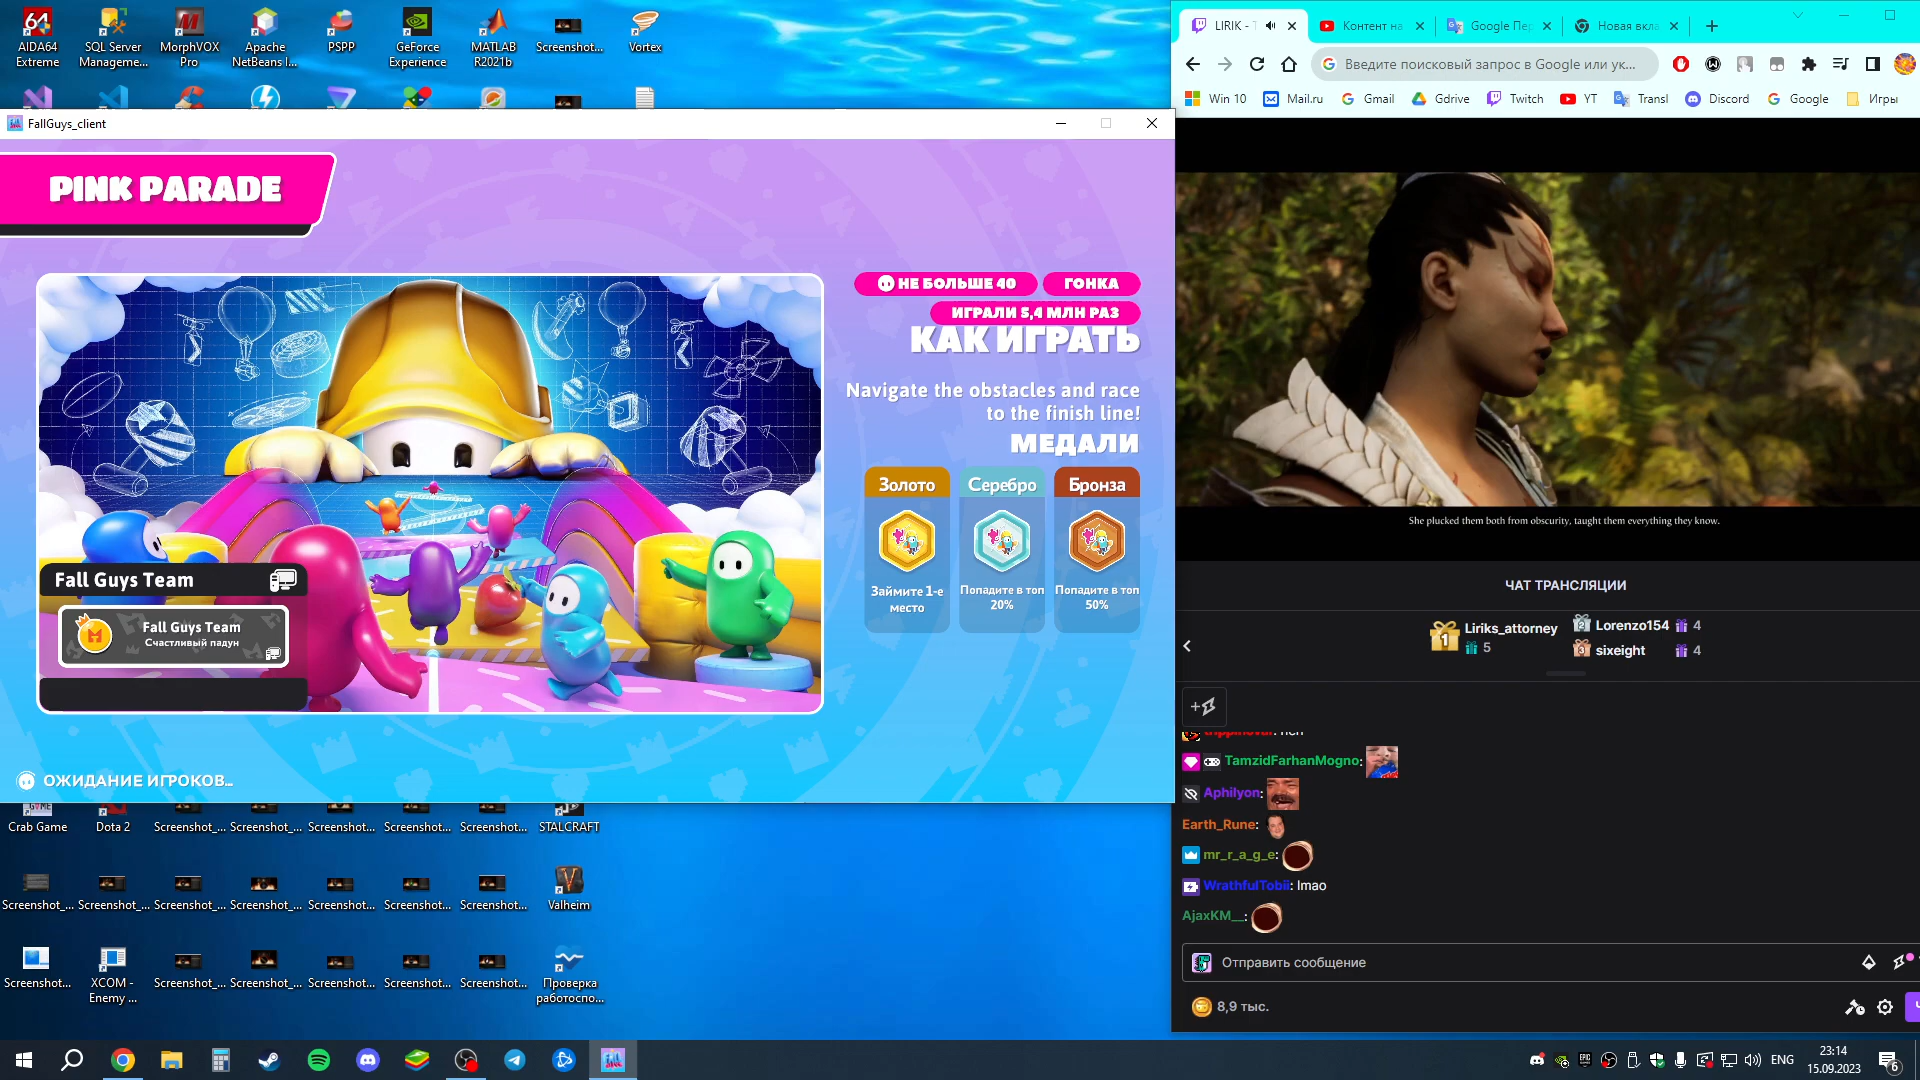 AIDA64 Extreme
SQL Server Manageme...
MorphVOX Pro
Apache NetBeans I...
PSPP
GeForce Experience
MATLAB R2021b
Screenshot...
Vortex
FallGuys_client
PINK PARADE
НЕ БОЛЬШЕ 40
ГОНКА
ИГРАЛИ 5,4 МЛН РАЗ
КАК ИГРАТЬ
Navigate the obstacles and race
to the finish line!
МЕДАЛИ
Золото
Серебро
Бронза
Займите 1-е
место
Попадите в топ
20%
Попадите в топ
50%
Fall Guys Team
Fall Guys Team
Счастливый падун
ОЖИДАНИЕ ИГРОКОВ...
Crab Game
Dota 2
Screenshot_...
Screenshot_...
Screenshot...
Screenshot...
Screenshot...
STALCRAFT
Screenshot_...
Screenshot_...
Screenshot_...
Screenshot_...
Screenshot...
Screenshot...
Screenshot...
Valheim
Screenshot...
XCOM - Enemy ...
Screenshot_...
Screenshot_...
Screenshot...
Screenshot...
Screenshot...
Проверка работоспо...
LIRIK - T
Контент на
Google Пер
Новая вкла
Введите поисковый запрос в Google или ук...
Win 10
Mail.ru
Gmail
Gdrive
Twitch
YT
Transl
Discord
Google
Игры
She plucked them both from obscurity, taught them everything they know.
ЧАТ ТРАНСЛЯЦИИ
1 Liriks_attorney 5
2 Lorenzo154 4
3 sixeight 4
TamzidFarhanMogno:
Aphilyon:
Earth_Rune:
mr_r_a_g_e:
WrathfulTobii: lmao
AjaxKM__:
Отправить сообщение
8,9 тыс.
ENG
23:14
15.09.2023
6